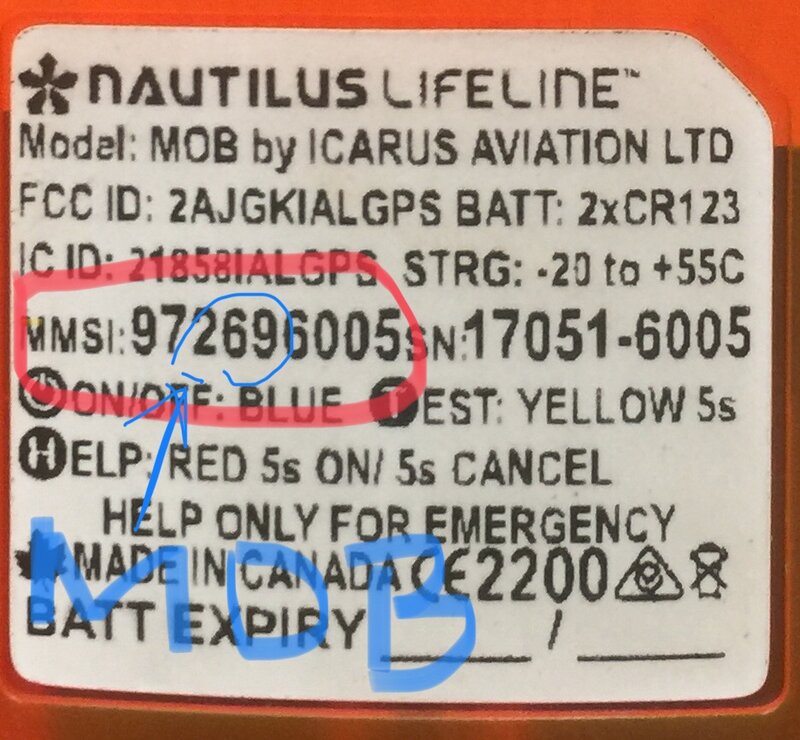 NAUTILUS LIFELINE™
Model: MOB by ICARUS AVIATION LTD
FCC ID: 2AJGKIALGPS BATT: 2xCR123
IC ID: 21858IALGPS STRG: -20 to +55C
MMSI: 972696005 SN: 17051-6005
ON/OFF: BLUE TEST: YELLOW 5s
HELP: RED 5s ON/ 5s CANCEL
HELP ONLY FOR EMERGENCY
MADE IN CANADA CE2200
BATT EXPIRY ____ / ____
MOB